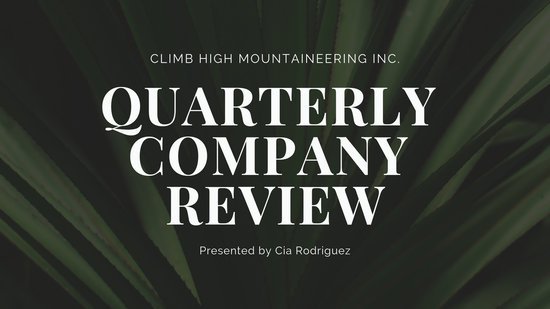 CLIMB HIGH MOUNTAINEERING INC.
QUARTERLY
COMPANY
REVIEW
Presented by Cia Rodriguez